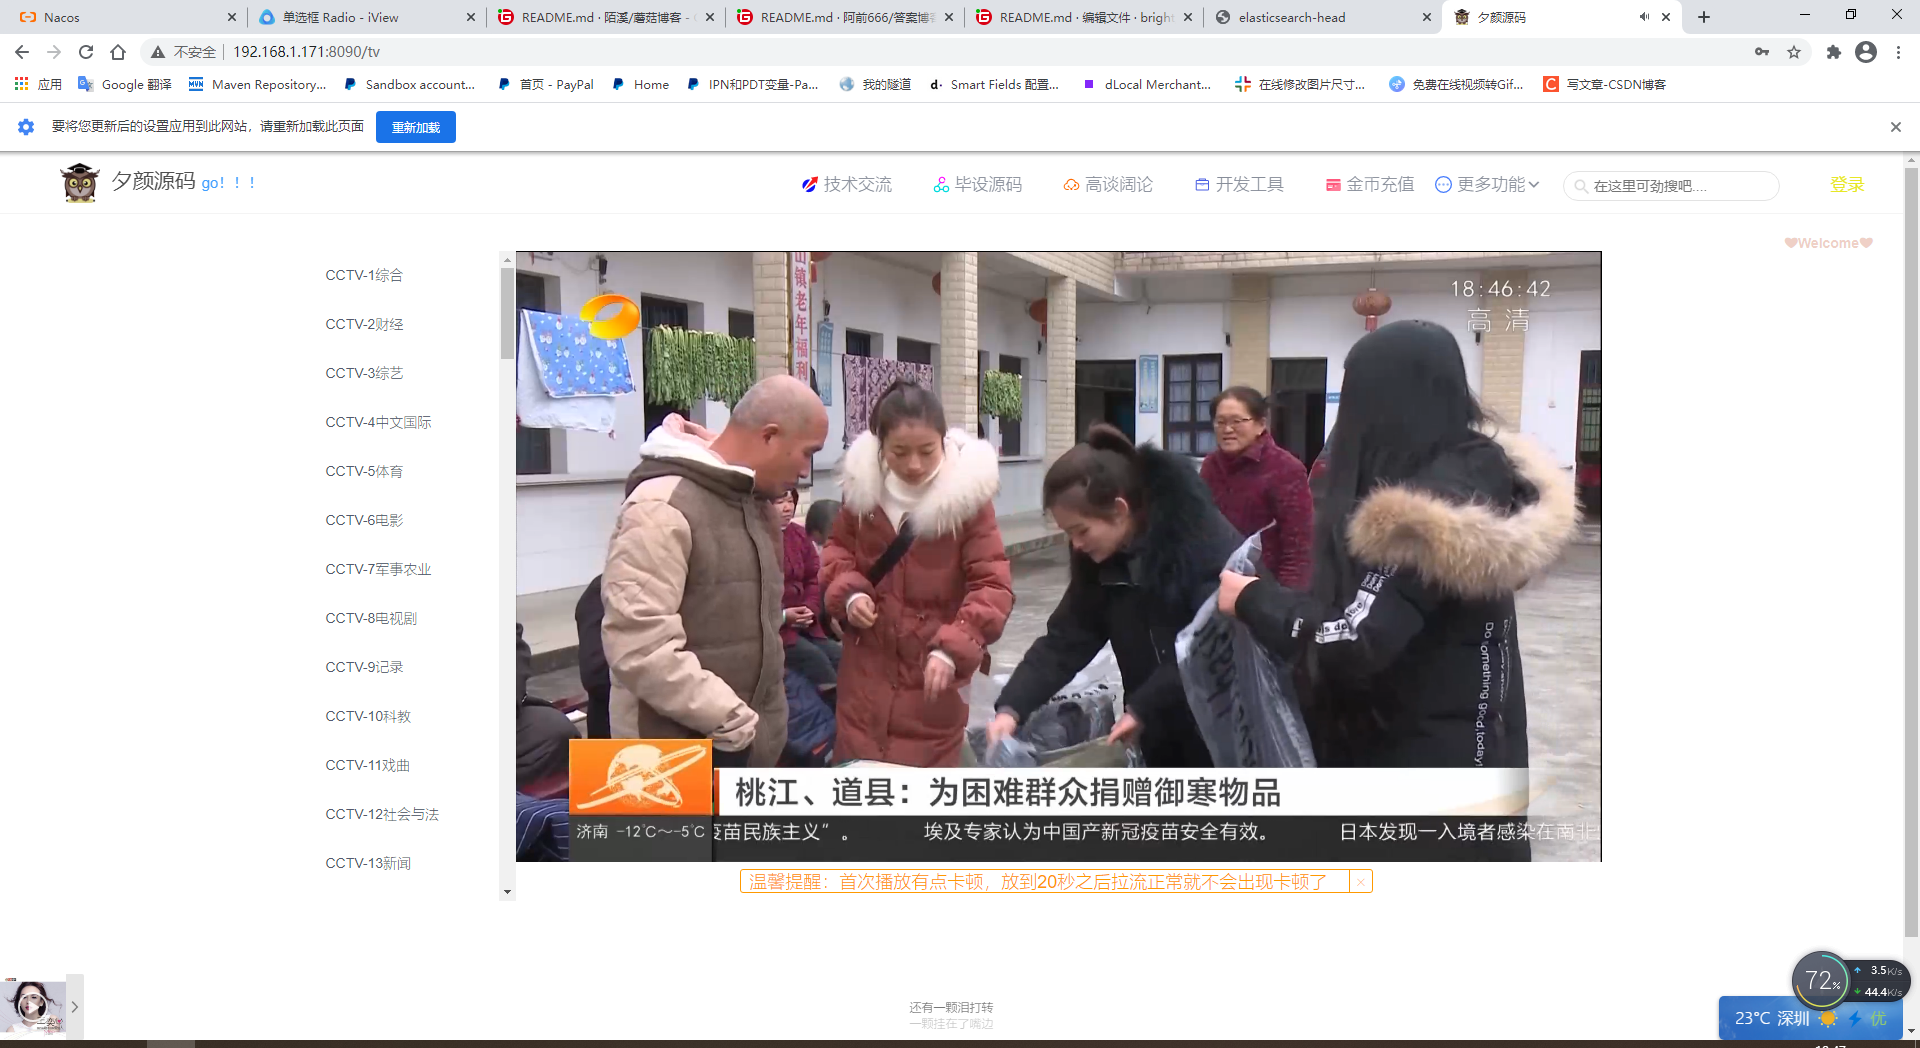 Nacos
单选框 Radio - iView
README.md · 陌溪/蘑菇博客 -
README.md · 阿前666/答案博
README.md · 编辑文件 · bright
elasticsearch-head
夕颜源码
不安全 192.168.1.171:8090/tv
应用 Google 翻译 Maven Repository... Sandbox account... 首页 - PayPal Home IPN和PDT变量-Pa... 我的隧道 d· Smart Fields 配置... dLocal Merchant... 在线修改图片尺寸... 免费在线视频转Gif... C 写文章-CSDN博客
要将您更新后的设置应用到此网站，请重新加载此页面 重新加载
夕颜源码 go！！！
技术交流 毕设源码 高谈阔论 开发工具 金币充值 更多功能 在这里可劲搜吧.... 登录
❤Welcome❤
CCTV-1综合
CCTV-2财经
CCTV-3综艺
CCTV-4中文国际
CCTV-5体育
CCTV-6电影
CCTV-7军事农业
CCTV-8电视剧
CCTV-9记录
CCTV-10科教
CCTV-11戏曲
CCTV-12社会与法
CCTV-13新闻
山镇老年福利
18:46:42
高清
Do something good,today!
桃江、道县：为困难群众捐赠御寒物品
济南 -12℃～-5℃ 疫苗民族主义”。 埃及专家认为中国产新冠疫苗安全有效。 日本发现一入境者感染在南北
温馨提醒：首次播放有点卡顿，放到20秒之后拉流正常就不会出现卡顿了
还有一颗泪打转
一颗挂在了嘴边
72%
3.5K/s
44.4K/s
23℃ 深圳 优